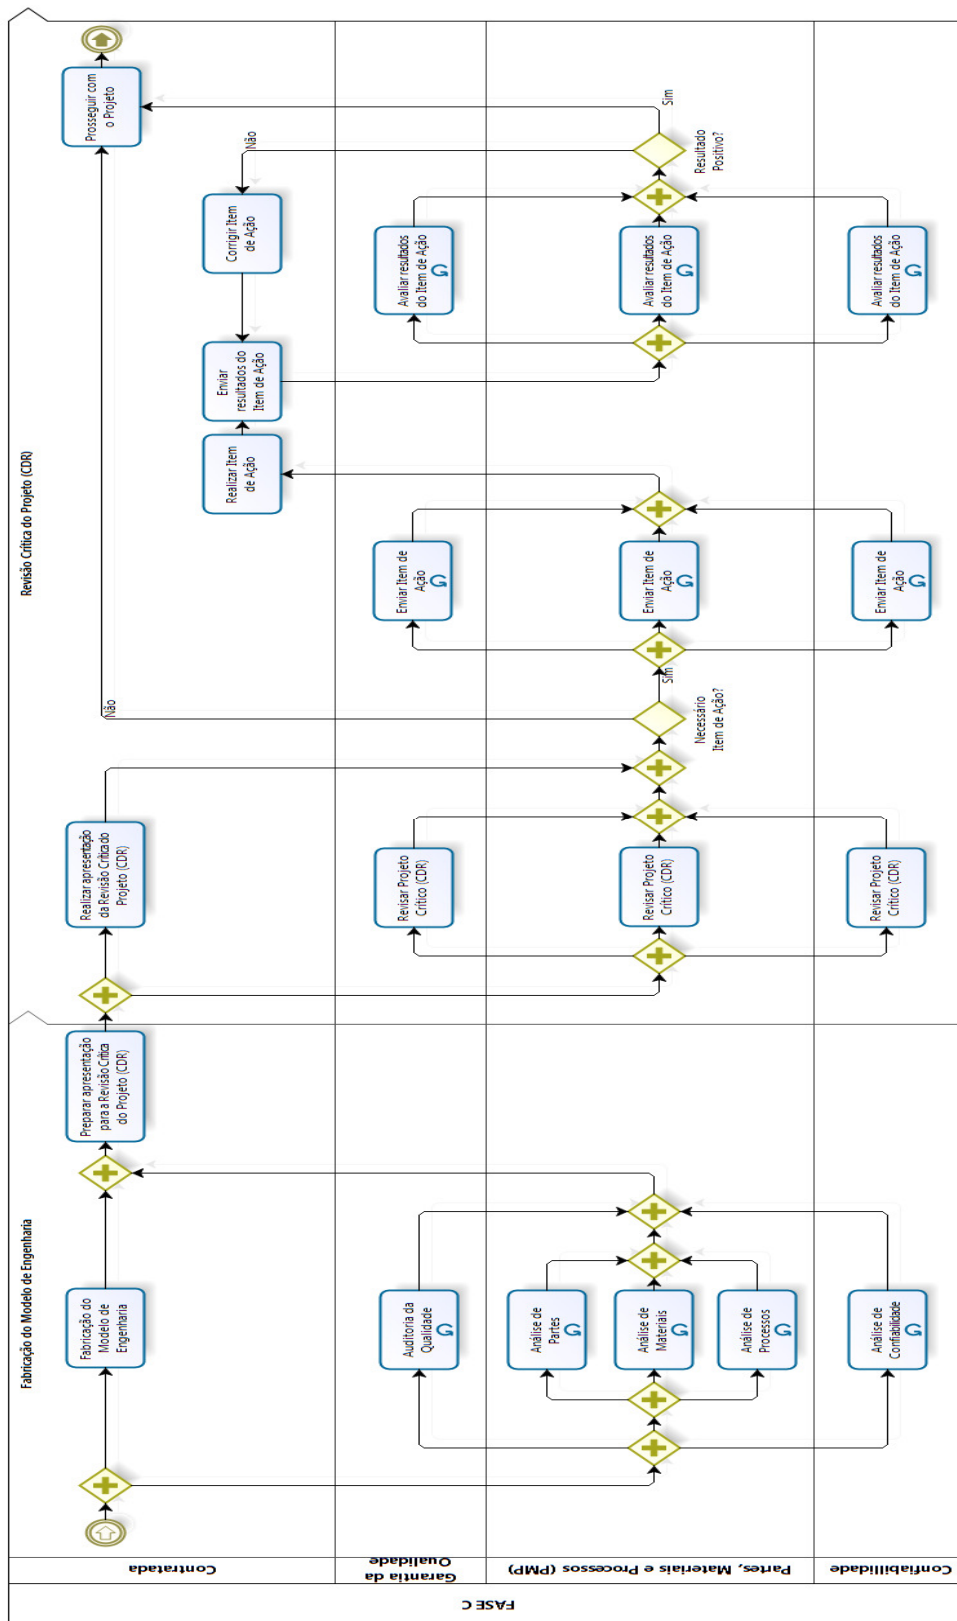 FASE C
Contratada
Garantia da
Qualidade
Partes, Materiais e Processos (PMP)
Confiabilidade
Fabricação do Modelo de Engenharia
Fabricação do
Modelo de
Engenharia
Preparar apresentação
para a Revisão Crítica
do Projeto (CDR)
Auditoria da
Qualidade
Análise de
Partes
Análise de
Materiais
Análise de
Processos
Análise de
Confiabilidade
Revisão Crítica do Projeto (CDR)
Realizar apresentação
da Revisão Crítica do
Projeto (CDR)
Revisar Projeto
Crítico (CDR)
Revisar Projeto
Crítico (CDR)
Revisar Projeto
Crítico (CDR)
Necessário
Item de Ação?
Não
Sim
Enviar Item de
Ação
Enviar Item de
Ação
Enviar Item de
Ação
Realizar Item
de Ação
Enviar
resultados do
Item de Ação
Corrigir Item
de Ação
Avaliar resultados
do Item de Ação
Avaliar resultados
do Item de Ação
Avaliar resultados
do Item de Ação
Resultado
Positivo?
Não
Sim
Prosseguir com
o Projeto